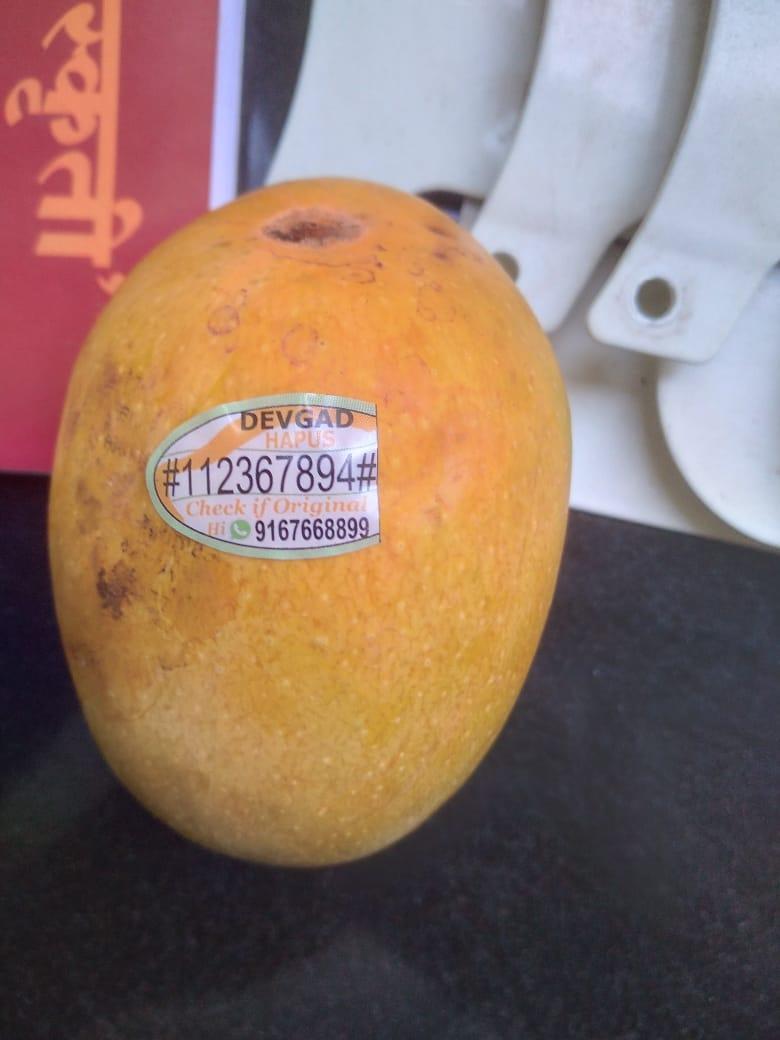 DEVGAD
HAPUS
#112367894#
Check if Original
Hi 9167668899